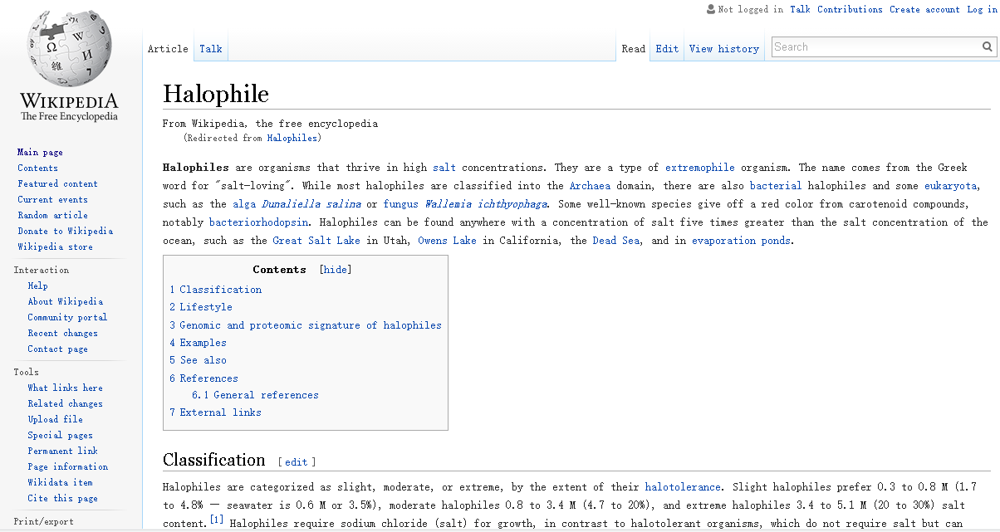 Not logged in Talk Contributions Create account Log in
Article Talk Read Edit View history Search
WIKIPEDIA
The Free Encyclopedia
Main page
Contents
Featured content
Current events
Random article
Donate to Wikipedia
Wikipedia store
Interaction
Help
About Wikipedia
Community portal
Recent changes
Contact page
Tools
What links here
Related changes
Upload file
Special pages
Permanent link
Page information
Wikidata item
Cite this page
Print/export
Halophile
From Wikipedia, the free encyclopedia
(Redirected from Halophiles)
Halophiles are organisms that thrive in high salt concentrations. They are a type of extremophile organism. The name comes from the Greek
word for "salt-loving". While most halophiles are classified into the Archaea domain, there are also bacterial halophiles and some eukaryota,
such as the alga Dunaliella salina or fungus Wallemia ichthyophaga. Some well-known species give off a red color from carotenoid compounds,
notably bacteriorhodopsin. Halophiles can be found anywhere with a concentration of salt five times greater than the salt concentration of the
ocean, such as the Great Salt Lake in Utah, Owens Lake in California, the Dead Sea, and in evaporation ponds.
Contents [hide]
1 Classification
2 Lifestyle
3 Genomic and proteomic signature of halophiles
4 Examples
5 See also
6 References
6.1 General references
7 External links
Classification [ edit ]
Halophiles are categorized as slight, moderate, or extreme, by the extent of their halotolerance. Slight halophiles prefer 0.3 to 0.8 M (1.7
to 4.8% — seawater is 0.6 M or 3.5%), moderate halophiles 0.8 to 3.4 M (4.7 to 20%), and extreme halophiles 3.4 to 5.1 M (20 to 30%) salt
content.[1] Halophiles require sodium chloride (salt) for growth, in contrast to halotolerant organisms, which do not require salt but can